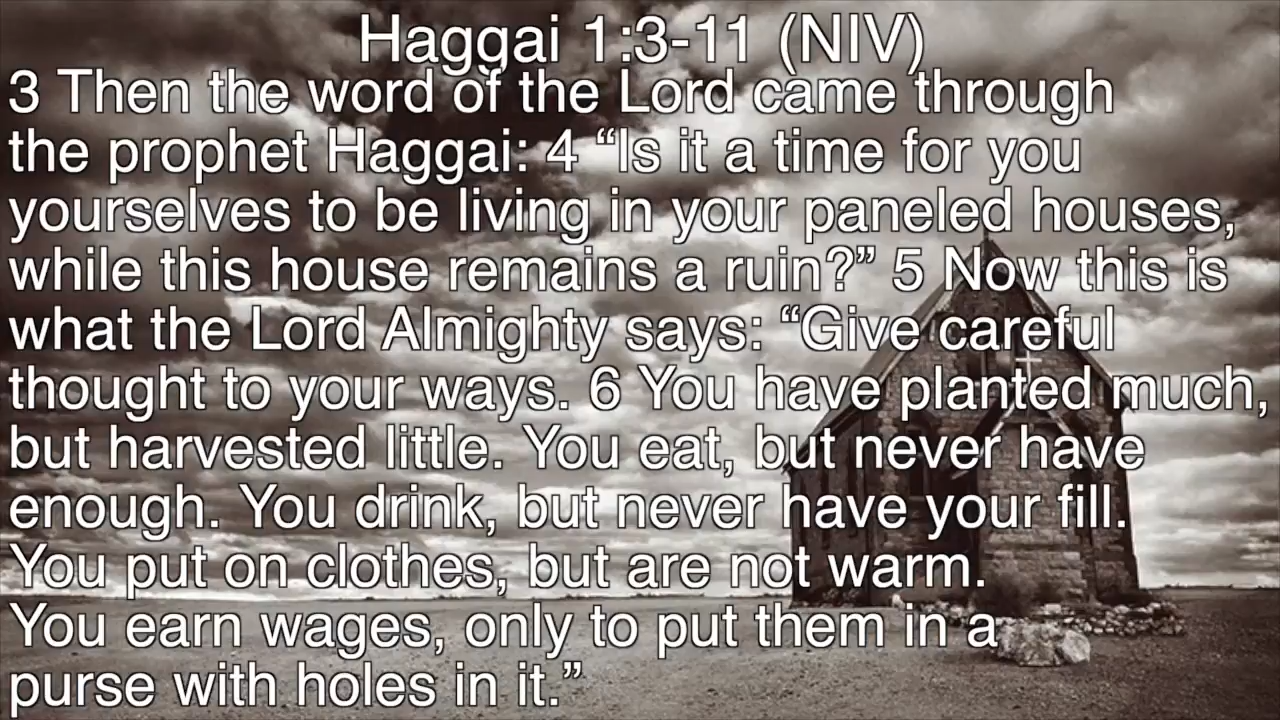 Haggai 1:3-11 (NIV)
3 Then the word of the Lord came through
the prophet Haggai: 4 “Is it a time for you
yourselves to be living in your paneled houses,
while this house remains a ruin?” 5 Now this is
what the Lord Almighty says: “Give careful
thought to your ways. 6 You have planted much,
but harvested little. You eat, but never have
enough. You drink, but never have your fill.
You put on clothes, but are not warm.
You earn wages, only to put them in a
purse with holes in it.”